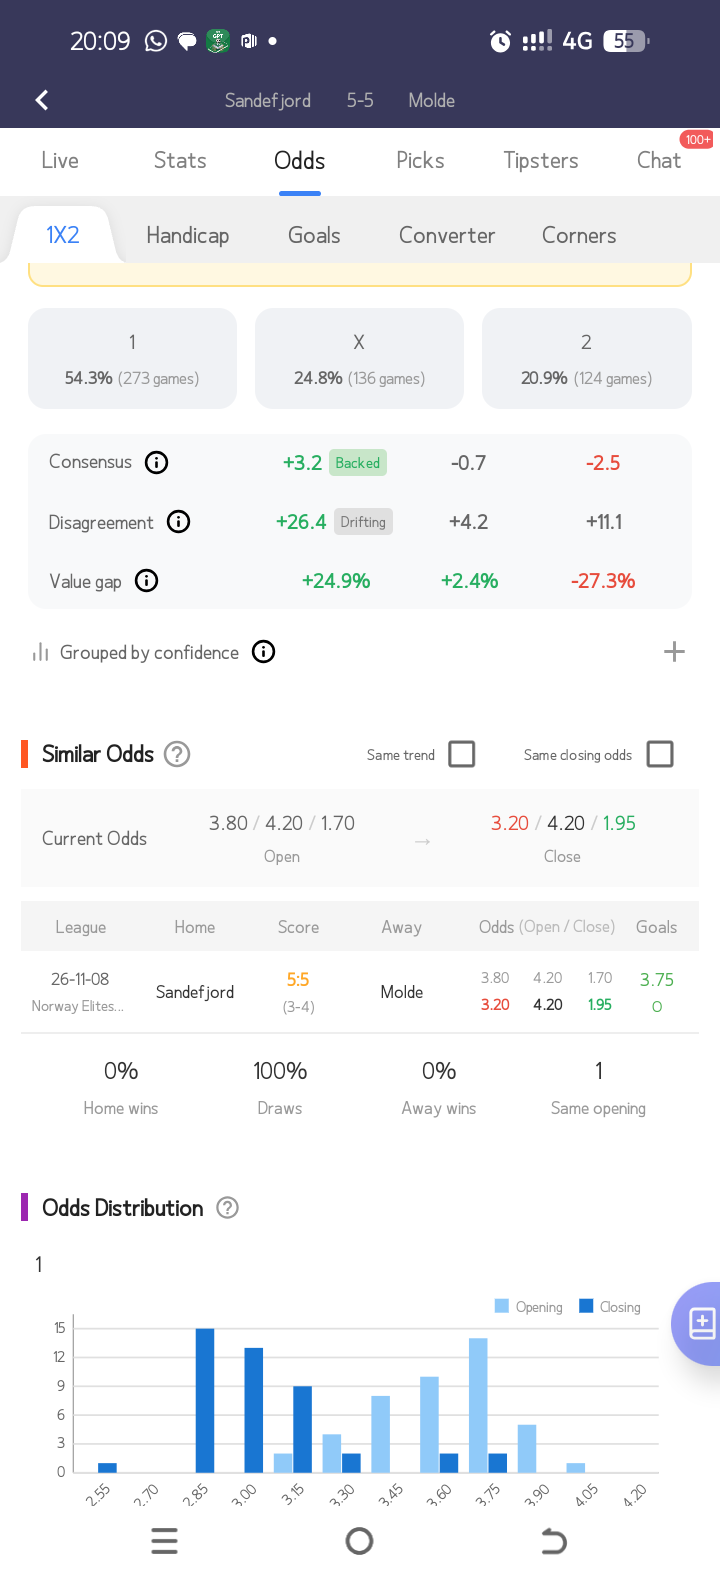 20:09 4G 55
Sandefjord 5-5 Molde
100+
Live Stats Odds Picks Tipsters Chat
1X2 Handicap Goals Converter Corners
1 X 2
54.3% (273 games) 24.8% (136 games) 20.9% (124 games)
Consensus +3.2 Backed -0.7 -2.5
Disagreement +26.4 Drifting +4.2 +11.1
Value gap +24.9% +2.4% -27.3%
Grouped by confidence
Similar Odds Same trend Same closing odds
Current Odds 3.80 / 4.20 / 1.70 → 3.20 / 4.20 / 1.95
Open Close
League Home Score Away Odds (Open / Close) Goals
26-11-08 Sandefjord 5:5 Molde 3.80 4.20 1.70 3.75
Norway Elites... (3-4) 3.20 4.20 1.95 O
0% 100% 0% 1
Home wins Draws Away wins Same opening
Odds Distribution
1
Opening Closing
15
12
9
6
3
0
2.55 2.70 2.85 3.00 3.15 3.30 3.45 3.60 3.75 3.90 4.05 4.20